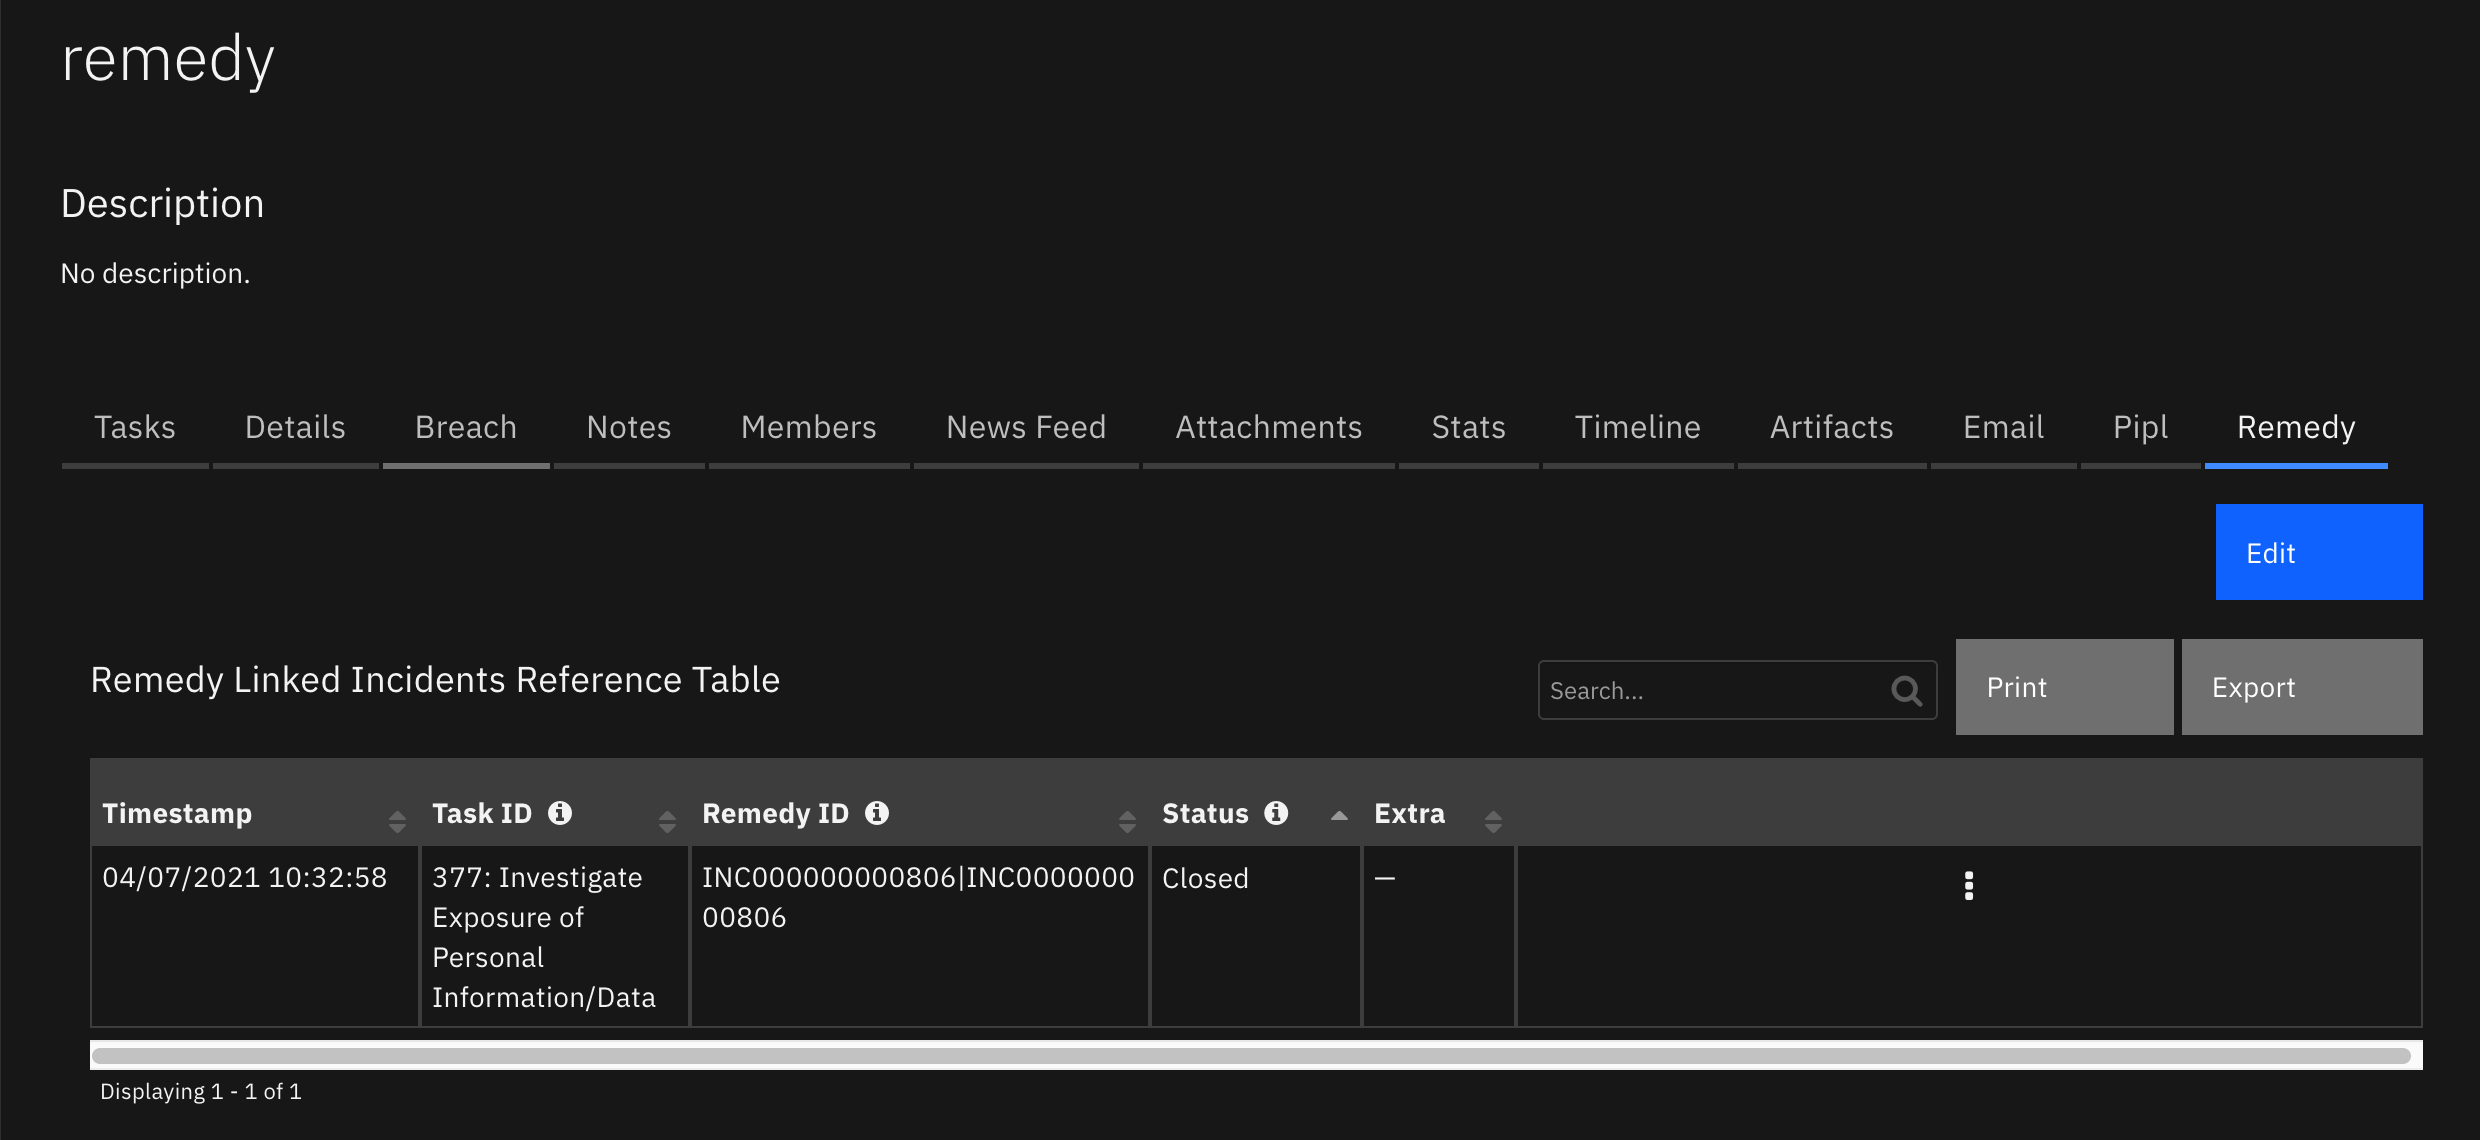 remedy
Description
No description.
Tasks Details Breach Notes Members News Feed Attachments Stats Timeline Artifacts Email Pipl Remedy
Edit
Remedy Linked Incidents Reference Table
Search...
Print
Export
Timestamp Task ID Remedy ID Status Extra
04/07/2021 10:32:58 377: Investigate INC000000000806|INC0000000 Closed —
Exposure of 00806
Personal
Information/Data
Displaying 1 - 1 of 1